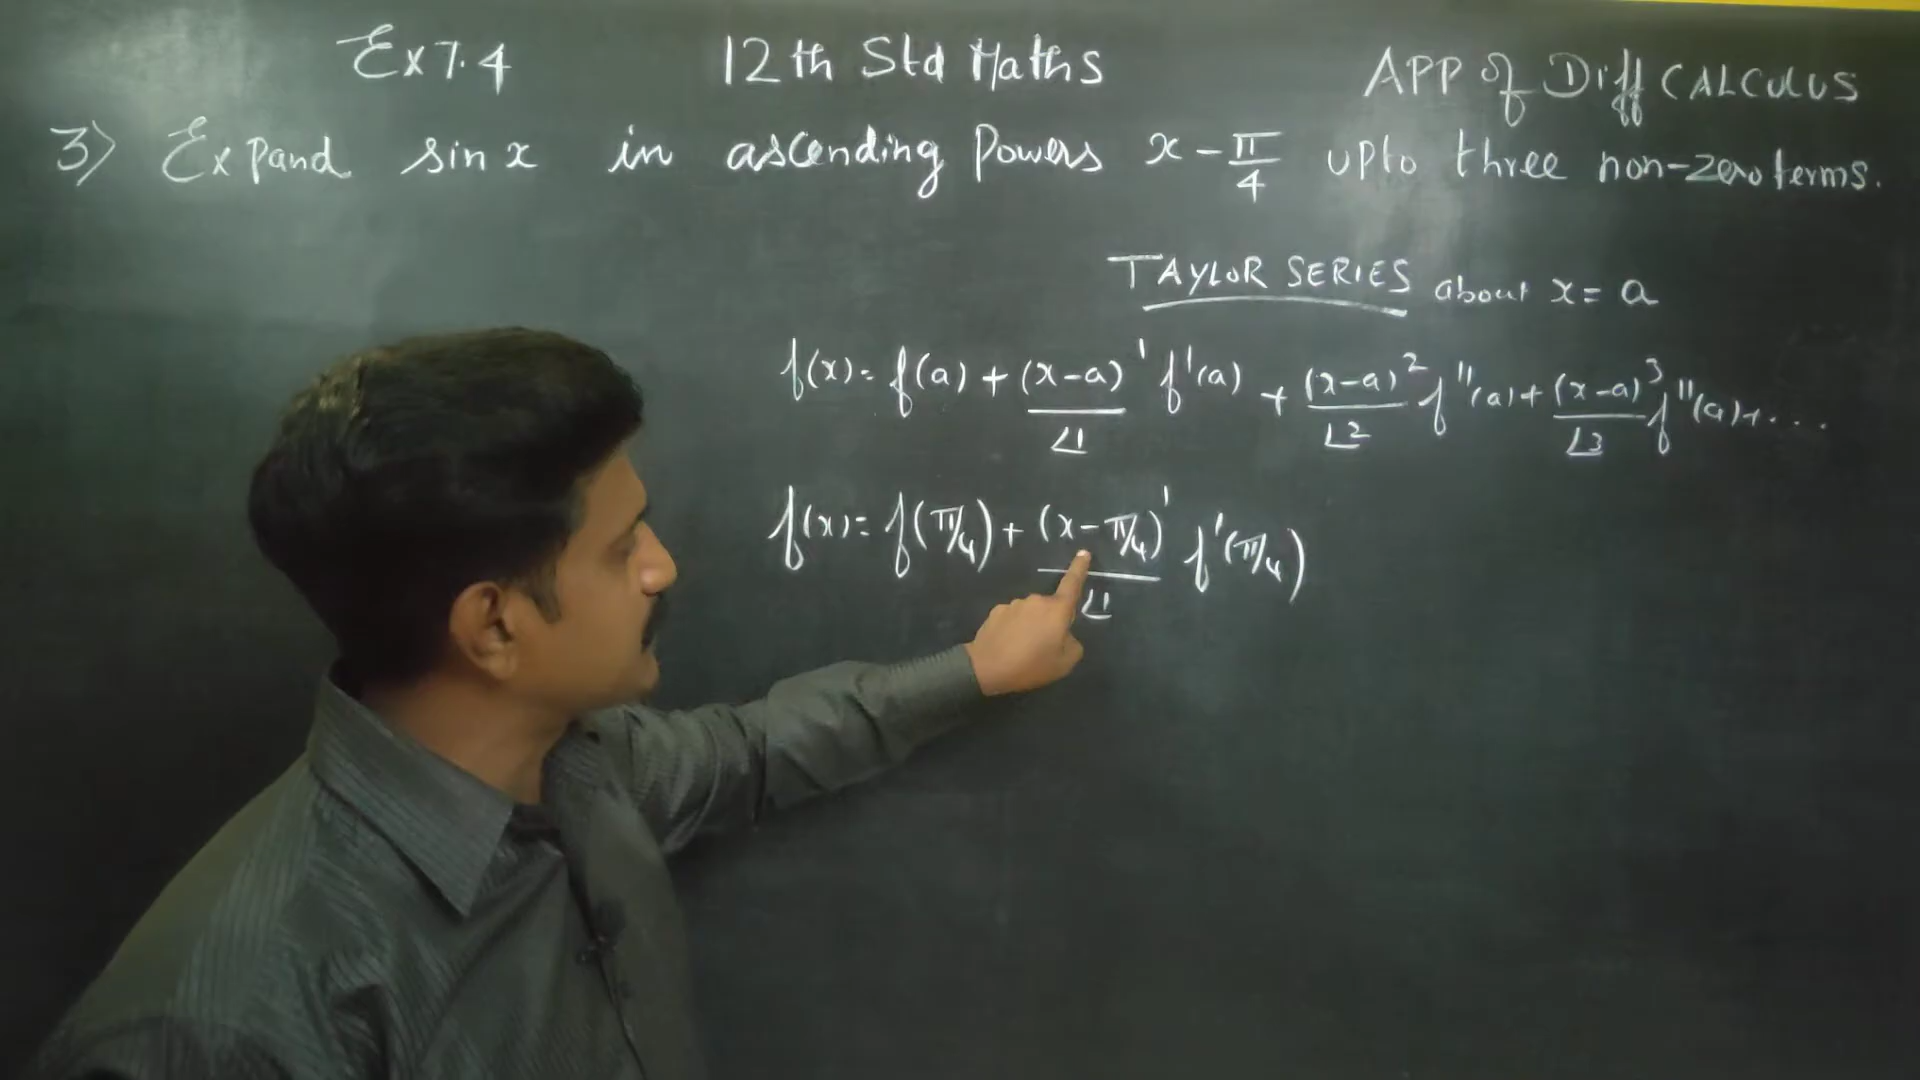 Ex 7.4 12th Std Maths APP of Diff CALCULUS
3) Expand sin x in ascending Powers x - π/4 upto three non-zero terms.
TAYLOR SERIES about x = a
f(x) = f(a) + (x-a)¹/∠1 f'(a) + (x-a)²/∠2 f''(a) + (x-a)³/∠3 f''(a) + ....
f(x) = f(π/4) + (x-π/4)¹/∠1 f'(π/4)